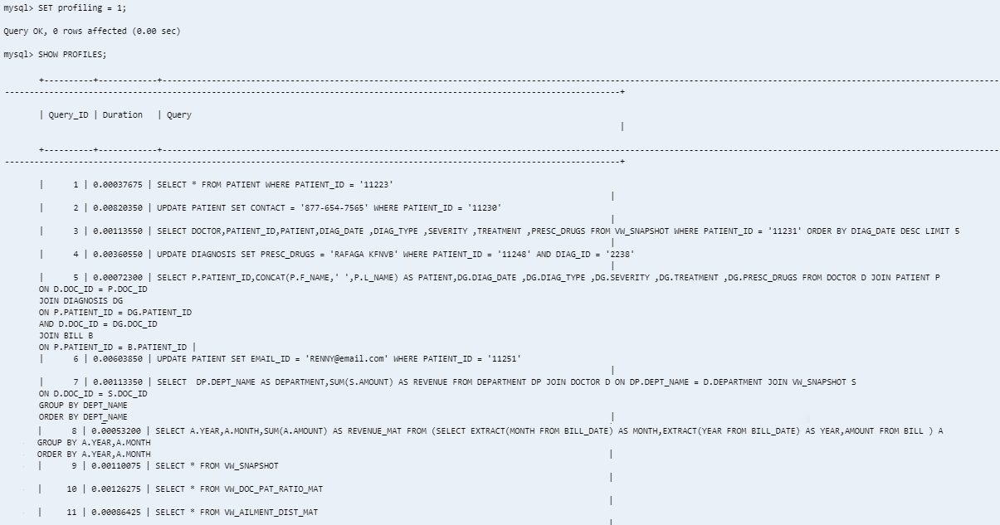 mysql> SET profiling = 1;
Query OK, 0 rows affected (0.00 sec)
mysql> SHOW PROFILES;
+----------+-----------+---------------------------------------------------------------------------------------------------------------------------------------------------------------------------
-----------------------------------------------------------------------------------------------------------------------------+
| Query_ID | Duration | Query
|
+----------+-----------+---------------------------------------------------------------------------------------------------------------------------------------------------------------------------
-----------------------------------------------------------------------------------------------------------------------------+
| 1 | 0.00037675 | SELECT * FROM PATIENT WHERE PATIENT_ID = '11223'
|
| 2 | 0.00820350 | UPDATE PATIENT SET CONTACT = '877-654-7565' WHERE PATIENT_ID = '11230'
|
| 3 | 0.00113550 | SELECT DOCTOR,PATIENT_ID,PATIENT,DIAG_DATE ,DIAG_TYPE ,SEVERITY ,TREATMENT ,PRESC_DRUGS FROM VW_SNAPSHOT WHERE PATIENT_ID = '11231' ORDER BY DIAG_DATE DESC LIMIT 5
|
| 4 | 0.00360550 | UPDATE DIAGNOSIS SET PRESC_DRUGS = 'RAFAGA KFNVB' WHERE PATIENT_ID = '11248' AND DIAG_ID = '2238'
|
| 5 | 0.00072300 | SELECT P.PATIENT_ID,CONCAT(P.F_NAME,' ',P.L_NAME) AS PATIENT,DG.DIAG_DATE ,DG.DIAG_TYPE ,DG.SEVERITY ,DG.TREATMENT ,DG.PRESC_DRUGS FROM DOCTOR D JOIN PATIENT P
ON D.DOC_ID = P.DOC_ID
JOIN DIAGNOSIS DG
ON P.PATIENT_ID = DG.PATIENT_ID
AND D.DOC_ID = DG.DOC_ID
JOIN BILL B
ON P.PATIENT_ID = B.PATIENT_ID |
| 6 | 0.00603850 | UPDATE PATIENT SET EMAIL_ID = 'RENNY@email.com' WHERE PATIENT_ID = '11251'
|
| 7 | 0.00113350 | SELECT DP.DEPT_NAME AS DEPARTMENT,SUM(S.AMOUNT) AS REVENUE FROM DEPARTMENT DP JOIN DOCTOR D ON DP.DEPT_NAME = D.DEPARTMENT JOIN VW_SNAPSHOT S
ON D.DOC_ID = S.DOC_ID
GROUP BY DEPT_NAME
ORDER BY DEPT_NAME |
| 8 | 0.00053200 | SELECT A.YEAR,A.MONTH,SUM(A.AMOUNT) AS REVENUE_MAT FROM (SELECT EXTRACT(MONTH FROM BILL_DATE) AS MONTH,EXTRACT(YEAR FROM BILL_DATE) AS YEAR,AMOUNT FROM BILL ) A
GROUP BY A.YEAR,A.MONTH
ORDER BY A.YEAR,A.MONTH |
| 9 | 0.00110075 | SELECT * FROM VW_SNAPSHOT
|
| 10 | 0.00126275 | SELECT * FROM VW_DOC_PAT_RATIO_MAT
|
| 11 | 0.00086425 | SELECT * FROM VW_AILMENT_DIST_MAT
|